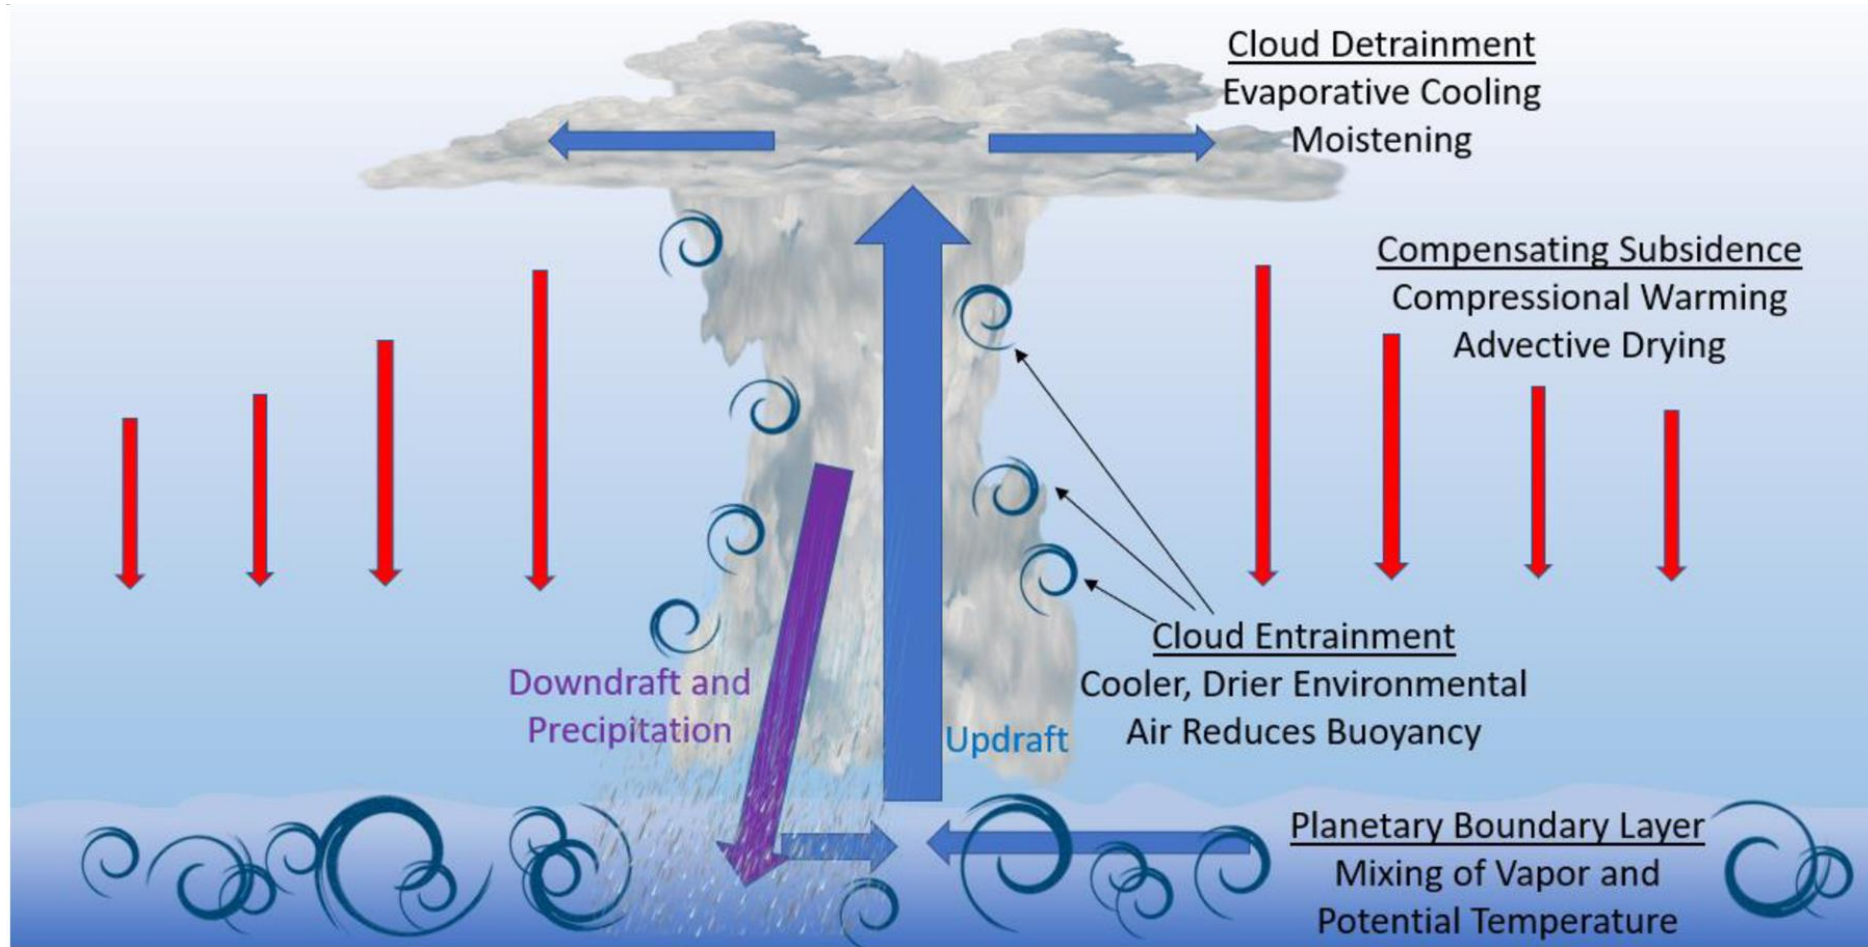 Cloud Detrainment
Evaporative Cooling
Moistening
Compensating Subsidence
Compressional Warming
Advective Drying
Cloud Entrainment
Cooler, Drier Environmental
Air Reduces Buoyancy
Downdraft and
Precipitation
Updraft
Planetary Boundary Layer
Mixing of Vapor and
Potential Temperature